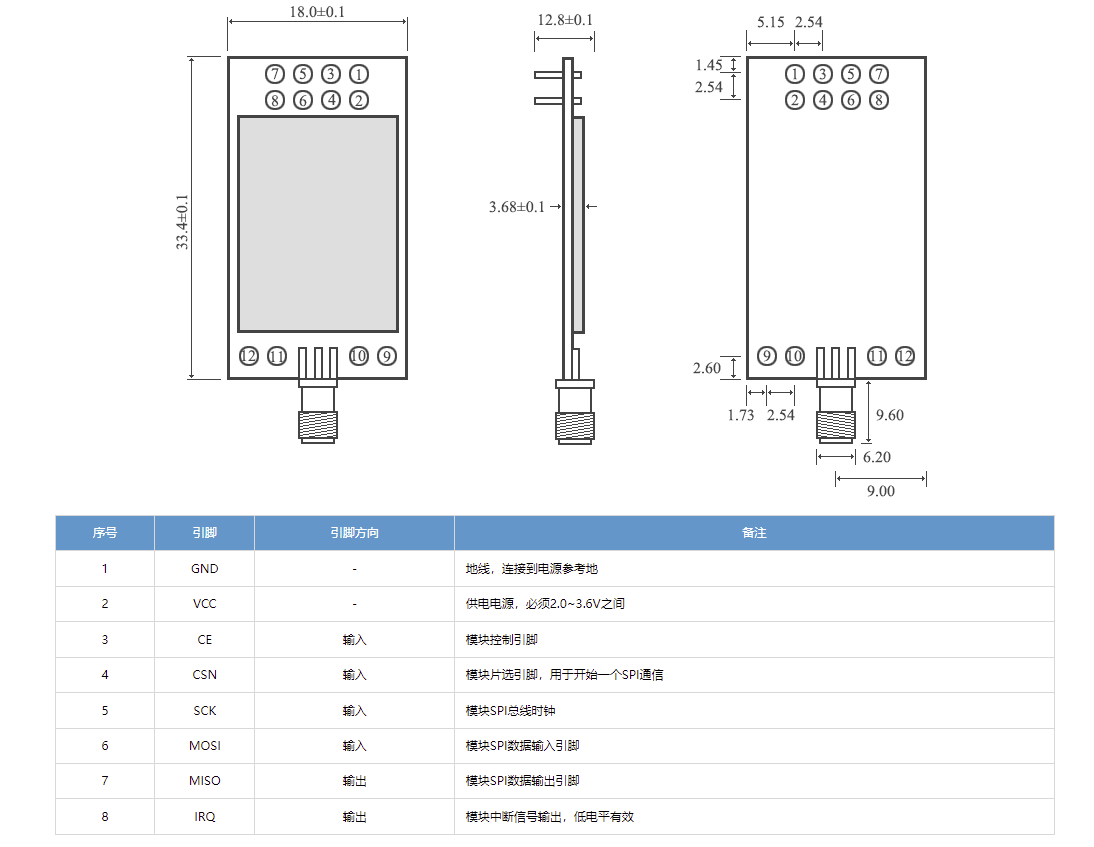 18.0±0.1
12.8±0.1
5.15 2.54
7 5 3 1
8 6 4 2
1.45
2.54
1 3 5 7
2 4 6 8
33.4±0.1
3.68±0.1
12 11 10 9
2.60
9 10 11 12
1.73 2.54
9.60
6.20
9.00
序号 引脚 引脚方向 备注
1 GND - 地线，连接到电源参考地
2 VCC - 供电电源，必须2.0~3.6V之间
3 CE 输入 模块控制引脚
4 CSN 输入 模块片选引脚，用于开始一个SPI通信
5 SCK 输入 模块SPI总线时钟
6 MOSI 输入 模块SPI数据输入引脚
7 MISO 输出 模块SPI数据输出引脚
8 IRQ 输出 模块中断信号输出，低电平有效